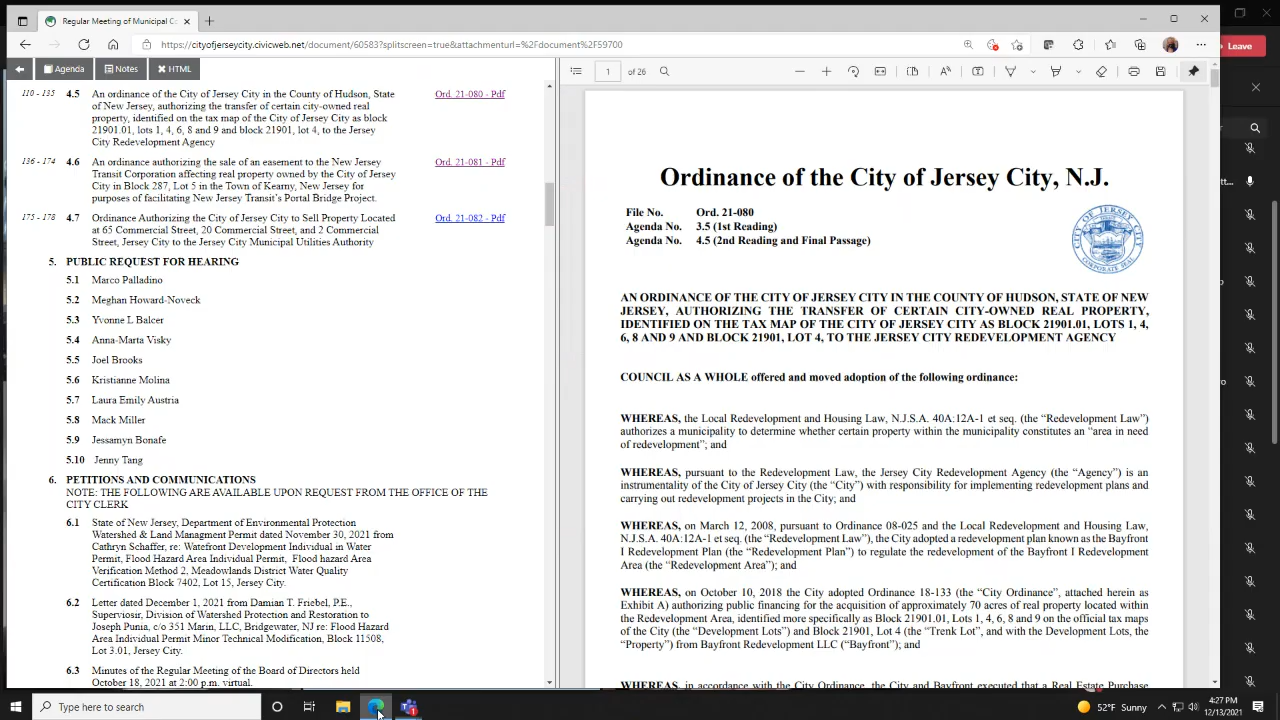 Regular Meeting of Municipal Co
https://cityofjerseycity.civicweb.net/document/60583?splitscreen=true&attachmenturl=%2Fdocument%2F59700
Leave
Agenda
Notes
HTML
110 - 135
4.5
An ordinance of the City of Jersey City in the County of Hudson, State
of New Jersey, authorizing the transfer of certain city-owned real
property, identified on the tax map of the City of Jersey City as block
21901.01, lots 1, 4, 6, 8 and 9 and block 21901, lot 4, to the Jersey
City Redevelopment Agency
Ord. 21-080 - Pdf
136 - 174
4.6
An ordinance authorizing the sale of an easement to the New Jersey
Transit Corporation affecting real property owned by the City of Jersey
City in Block 287, Lot 5 in the Town of Kearny, New Jersey for
purposes of facilitating New Jersey Transit's Portal Bridge Project.
Ord. 21-081 - Pdf
175 - 178
4.7
Ordinance Authorizing the City of Jersey City to Sell Property Located
at 65 Commercial Street, 20 Commercial Street, and 2 Commercial
Street, Jersey City to the Jersey City Municipal Utilities Authority
Ord. 21-082 - Pdf
5. PUBLIC REQUEST FOR HEARING
5.1 Marco Palladino
5.2 Meghan Howard-Noveck
5.3 Yvonne L Balcer
5.4 Anna-Marta Visky
5.5 Joel Brooks
5.6 Kristianne Molina
5.7 Laura Emily Austria
5.8 Mack Miller
5.9 Jessamyn Bonafe
5.10 Jenny Tang
6. PETITIONS AND COMMUNICATIONS
NOTE: THE FOLLOWING ARE AVAILABLE UPON REQUEST FROM THE OFFICE OF THE
CITY CLERK
6.1 State of New Jersey, Department of Environmental Protection
Watershed & Land Managment Permit dated November 30, 2021 from
Cathryn Schaffer, re: Watefront Development Indvidual in Water
Permit, Flood Hazard Area Individual Permit, Flood hazard Area
Verification Method 2, Meadowlands District Water Quality
Certification Block 7402, Lot 15, Jersey City.
6.2 Letter dated December 1, 2021 from Damian T. Friebel, P.E.,
Superviosir, Division of Watershed Protection and Restoration to
Joseph Punia, c/o 351 Marin, LLC, Bridgewater, NJ re: Flood Hazard
Area Individual Permit Minor Technical Modification, Block 11508,
Lot 3.01, Jersey City.
6.3 Minutes of the Regular Meeting of the Board of Directors held
October 18, 2021 at 2:00 p.m. virtual.
1 of 26
Ordinance of the City of Jersey City, N.J.
File No. Ord. 21-080
Agenda No. 3.5 (1st Reading)
Agenda No. 4.5 (2nd Reading and Final Passage)
CITY OF JERSEY CITY
CORPORATE SEAL
AN ORDINANCE OF THE CITY OF JERSEY CITY IN THE COUNTY OF HUDSON, STATE OF NEW
JERSEY, AUTHORIZING THE TRANSFER OF CERTAIN CITY-OWNED REAL PROPERTY,
IDENTIFIED ON THE TAX MAP OF THE CITY OF JERSEY CITY AS BLOCK 21901.01, LOTS 1, 4,
6, 8 AND 9 AND BLOCK 21901, LOT 4, TO THE JERSEY CITY REDEVELOPMENT AGENCY
COUNCIL AS A WHOLE offered and moved adoption of the following ordinance:
WHEREAS, the Local Redevelopment and Housing Law, N.J.S.A. 40A:12A-1 et seq. (the “Redevelopment Law”)
authorizes a municipality to determine whether certain property within the municipality constitutes an “area in need
of redevelopment”; and
WHEREAS, pursuant to the Redevelopment Law, the Jersey City Redevelopment Agency (the “Agency”) is an
instrumentality of the City of Jersey City (the “City”) with responsibility for implementing redevelopment plans and
carrying out redevelopment projects in the City; and
WHEREAS, on March 12, 2008, pursuant to Ordinance 08-025 and the Local Redevelopment and Housing Law,
N.J.S.A. 40A:12A-1 et seq. (the “Redevelopment Law”), the City adopted a redevelopment plan known as the Bayfront
I Redevelopment Plan (the “Redevelopment Plan”) to regulate the redevelopment of the Bayfront I Redevelopment
Area (the “Redevelopment Area”); and
WHEREAS, on October 10, 2018 the City adopted Ordinance 18-133 (the “City Ordinance”, attached herein as
Exhibit A) authorizing public financing for the acquisition of approximately 70 acres of real property located within
the Redevelopment Area, identified more specifically as Block 21901.01, Lots 1, 4, 6, 8 and 9 on the official tax maps
of the City (the “Development Lots”) and Block 21901, Lot 4 (the “Trenk Lot”, and with the Development Lots, the
“Property”) from Bayfront Redevelopment LLC (“Bayfront”); and
WHEREAS, in accordance with the City Ordinance, the City and Bayfront executed that a Real Estate Purchase
Type here to search
52°F Sunny
4:27 PM
12/13/2021